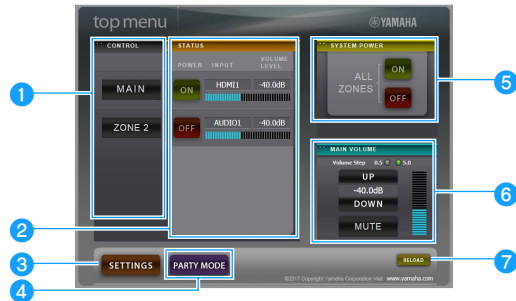 top menu
YAMAHA
CONTROL
STATUS
SYSTEM POWER
POWER INPUT VOLUME LEVEL
MAIN
ON HDMI1 -40.0dB
ALL ZONES
ON
OFF
ZONE 2
OFF AUDIO1 -40.0dB
MAIN VOLUME
Volume Step 0.5 5.0
UP
-40.0dB
DOWN
MUTE
SETTINGS
PARTY MODE
RELOAD
©2017 Copyright Yamaha Corporation Visit www.yamaha.com
1
2
3
4
5
6
7